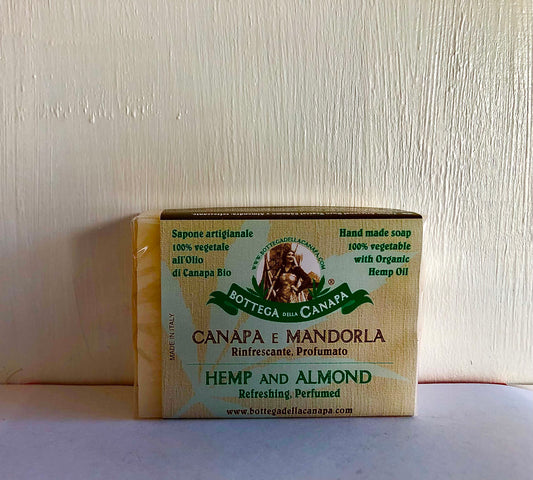 Sapone artigianale
100% vegetale
all'Olio
di Canapa Bio
WWW.BOTTEGADELLACANAPA.COM
Hand made soap
100% vegetable
with Organic
Hemp Oil
®
BOTTEGA DELLA CANAPA
MADE IN ITALY
CANAPA E MANDORLA
Rinfrescante, Profumato
HEMP AND ALMOND
Refreshing, Perfumed
www.bottegadellacanapa.com